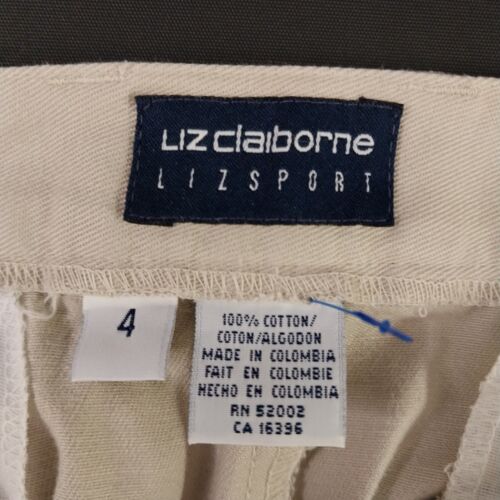 Liz claiborne
LIZSPORT
4
100% COTTON/
COTON/ALGODON
MADE IN COLOMBIA
FAIT EN COLOMBIE
HECHO EN COLOMBIA
RN 52002
CA 16396